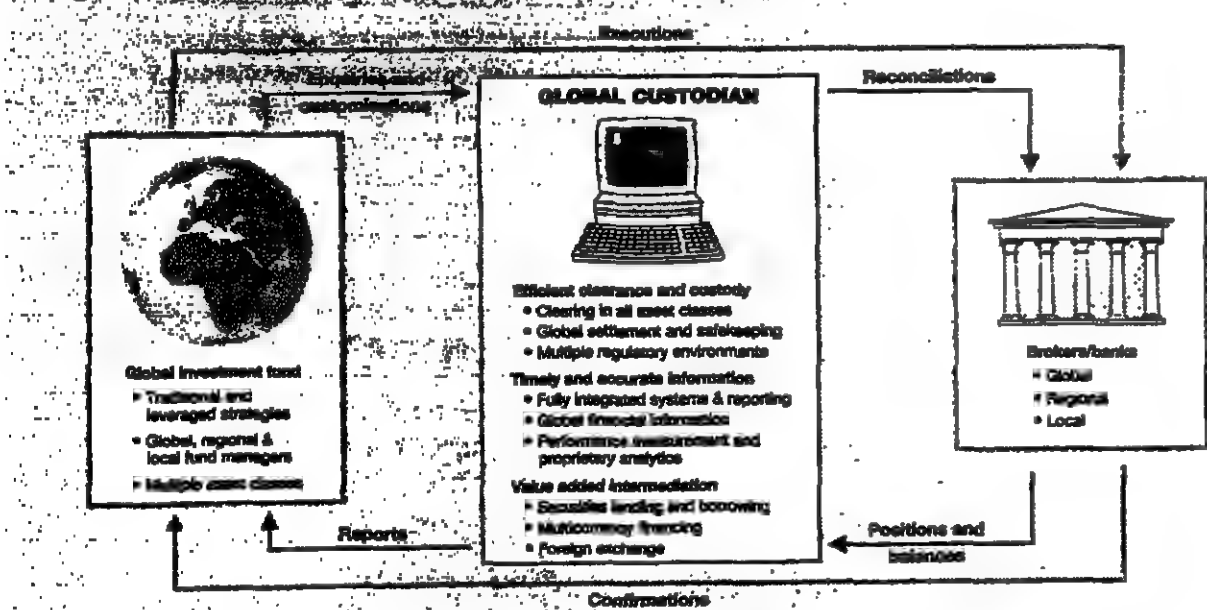 Executions
Enquiries and
customisations
Reconciliations
GLOBAL CUSTODIAN
Efficient clearance and custody
• Clearing in all asset classes
• Global settlement and safekeeping
• Multiple regulatory environments
Timely and accurate information
• Fully integrated systems & reporting
• Global financial information
• Performance measurement and
proprietary analytics
Value added intermediation
• Securities lending and borrowing
• Multicurrency financing
• Foreign exchange
Global investment fund
• Traditional and
leveraged strategies
• Global, regional &
local fund managers
• Multiple asset classes
Brokers/banks
• Global
• Regional
• Local
Reports
Positions and
balances
Confirmations